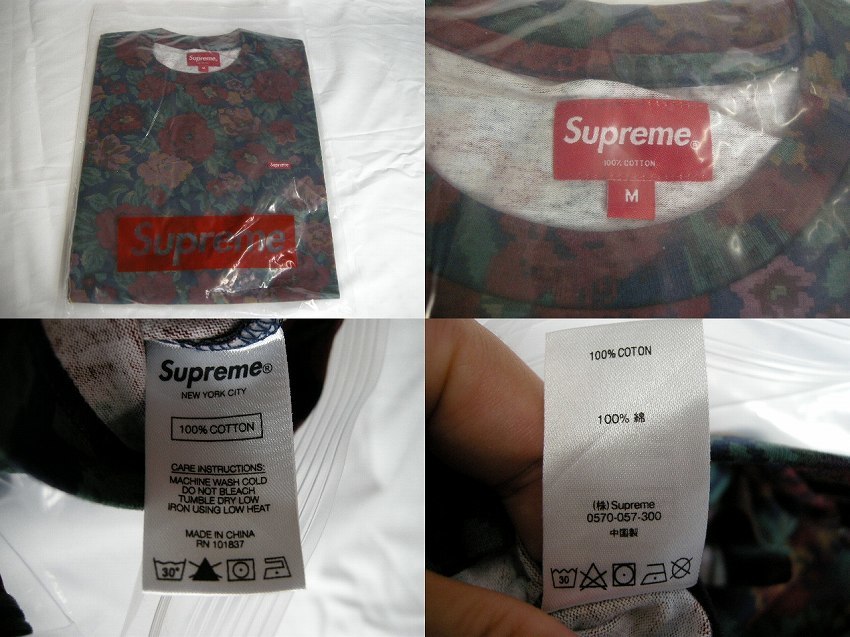 Supreme
M
Supreme
Supreme
Supreme®
100% COTTON
M
Supreme®
NEW YORK CITY
100% COTTON
CARE INSTRUCTIONS:
MACHINE WASH COLD
DO NOT BLEACH
TUMBLE DRY LOW
IRON USING LOW HEAT
MADE IN CHINA
RN 101837
30°
100% COTON
100% 綿
(株)Supreme
0570-057-300
中国製
30